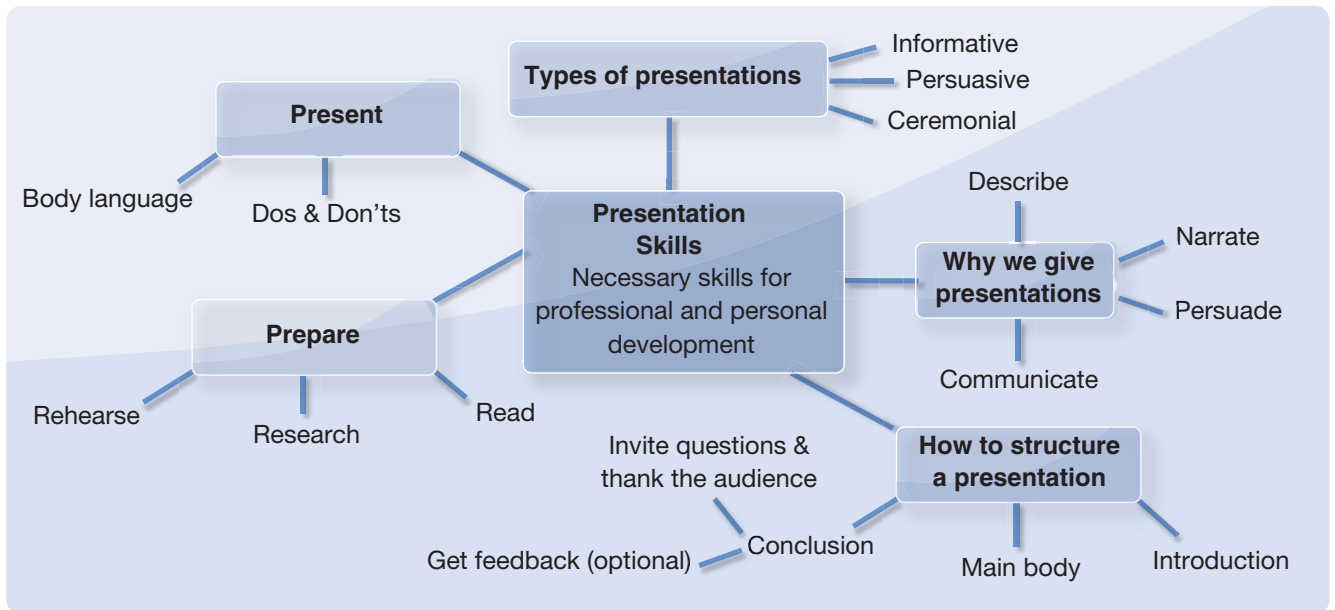 Types of presentations
Informative
Persuasive
Ceremonial
Present
Body language
Dos & Don’ts
Presentation
Skills
Necessary skills for
professional and personal
development
Describe
Why we give
presentations
Narrate
Persuade
Communicate
Prepare
Rehearse
Research
Read
How to structure
a presentation
Invite questions &
thank the audience
Get feedback (optional)
Conclusion
Main body
Introduction